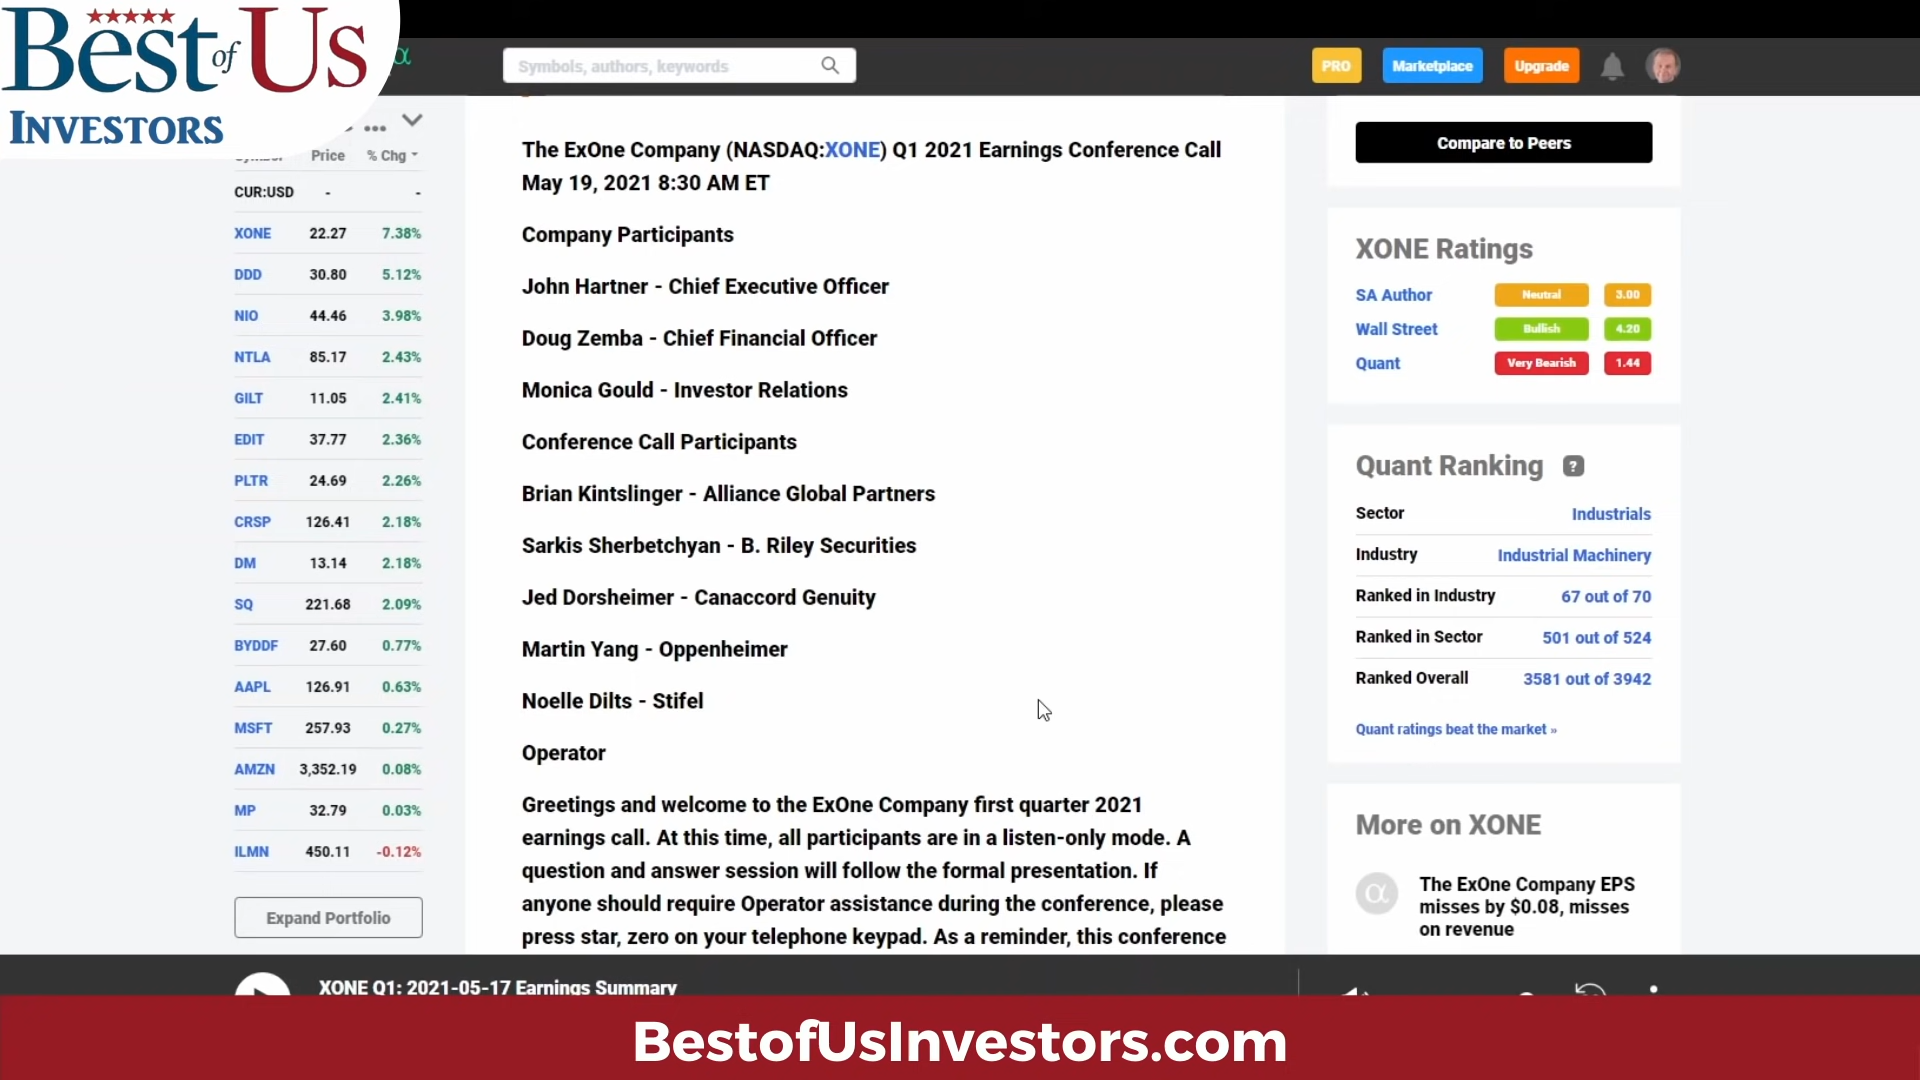 Best of Us
INVESTORS
α
Symbols, authors, keywords
PRO
Marketplace
Upgrade
Price % Chg
CUR:USD - -
XONE 22.27 7.38%
DDD 30.80 5.12%
NIO 44.46 3.98%
NTLA 85.17 2.43%
GILT 11.05 2.41%
EDIT 37.77 2.36%
PLTR 24.69 2.26%
CRSP 126.41 2.18%
DM 13.14 2.18%
SQ 221.68 2.09%
BYDDF 27.60 0.77%
AAPL 126.91 0.63%
MSFT 257.93 0.27%
AMZN 3,352.19 0.08%
MP 32.79 0.03%
ILMN 450.11 -0.12%
Expand Portfolio
The ExOne Company (NASDAQ:XONE) Q1 2021 Earnings Conference Call
May 19, 2021 8:30 AM ET
Company Participants
John Hartner - Chief Executive Officer
Doug Zemba - Chief Financial Officer
Monica Gould - Investor Relations
Conference Call Participants
Brian Kintslinger - Alliance Global Partners
Sarkis Sherbetchyan - B. Riley Securities
Jed Dorsheimer - Canaccord Genuity
Martin Yang - Oppenheimer
Noelle Dilts - Stifel
Operator
Greetings and welcome to the ExOne Company first quarter 2021
earnings call. At this time, all participants are in a listen-only mode. A
question and answer session will follow the formal presentation. If
anyone should require Operator assistance during the conference, please
press star, zero on your telephone keypad. As a reminder, this conference
Compare to Peers
XONE Ratings
SA Author Neutral 3.00
Wall Street Bullish 4.20
Quant Very Bearish 1.44
Quant Ranking ?
Sector Industrials
Industry Industrial Machinery
Ranked in Industry 67 out of 70
Ranked in Sector 501 out of 524
Ranked Overall 3581 out of 3942
Quant ratings beat the market »
More on XONE
α
The ExOne Company EPS
misses by $0.08, misses
on revenue
XONE Q1: 2021-05-17 Earnings Summary
BestofUsInvestors.com